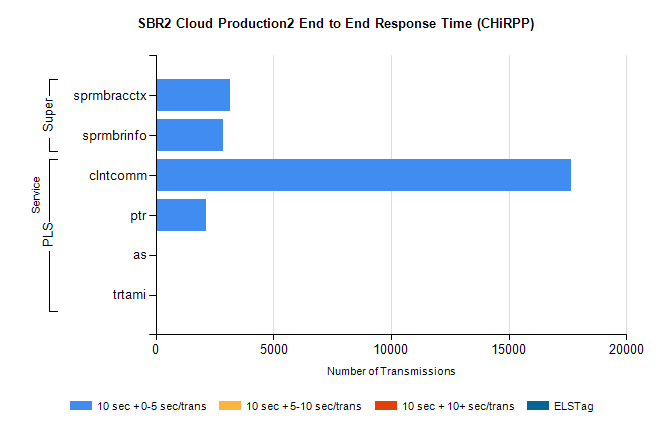 SBR2 Cloud Production2 End to End Response Time (CHiRPP)
Super
sprmbracctx
sprmbrinfo
Service
PLS
clntcomm
ptr
as
trtami
0 5000 10000 15000 20000
Number of Transmissions
10 sec +0-5 sec/trans 10 sec +5-10 sec/trans 10 sec + 10+ sec/trans ELSTag